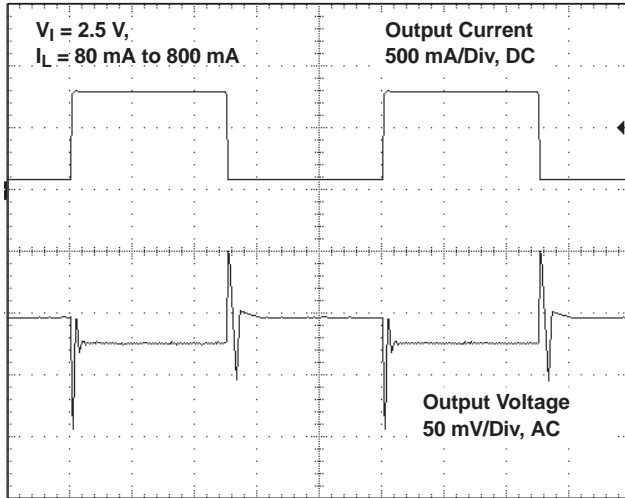 V_I = 2.5 V,
I_L = 80 mA to 800 mA
Output Current
500 mA/Div, DC
Output Voltage
50 mV/Div, AC